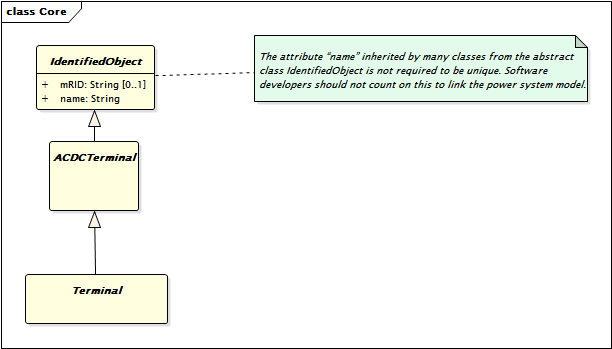 class Core
IdentifiedObject
+ mRID: String [0..1]
+ name: String
The attribute “name” inherited by many classes from the abstract
class IdentifiedObject is not required to be unique. Software
developers should not count on this to link the power system model.
ACDCTerminal
Terminal